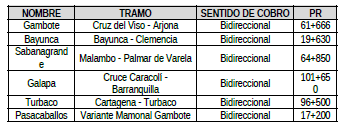 NOMBRE TRAMO SENTIDO DE COBRO PR
Gambote Cruz del Viso - Arjona Bidireccional 61+666
Bayunca Bayunca - Clemencia Bidireccional 19+630
Sabanagrand
e Malambo - Palmar de Varela Bidireccional 64+850
Galapa Cruce Caracolí - Barranquilla Bidireccional 101+65
0
Turbaco Cartagena - Turbaco Bidireccional 96+500
Pasacaballos Variante Mamonal Gambote Bidireccional 17+200